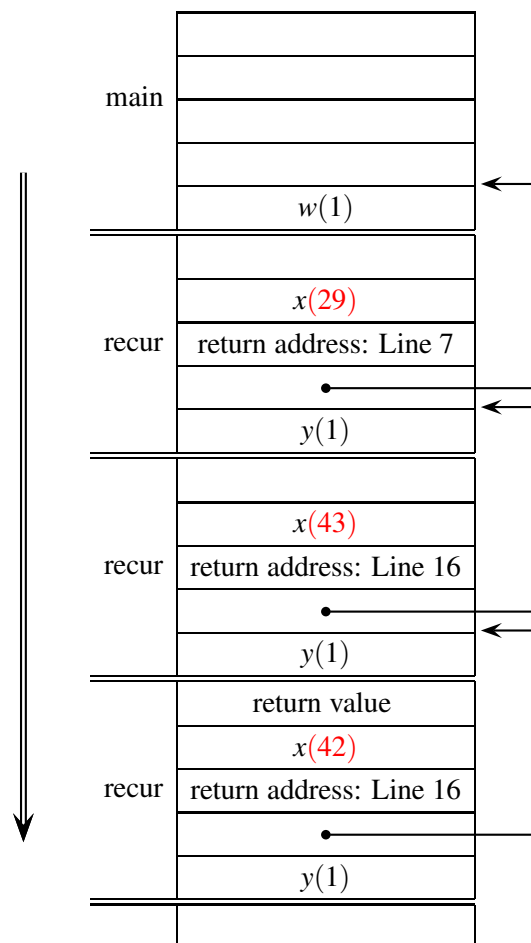 main
w(1)
x(29)
recur
return address: Line 7
y(1)
x(43)
recur
return address: Line 16
y(1)
return value
x(42)
recur
return address: Line 16
y(1)